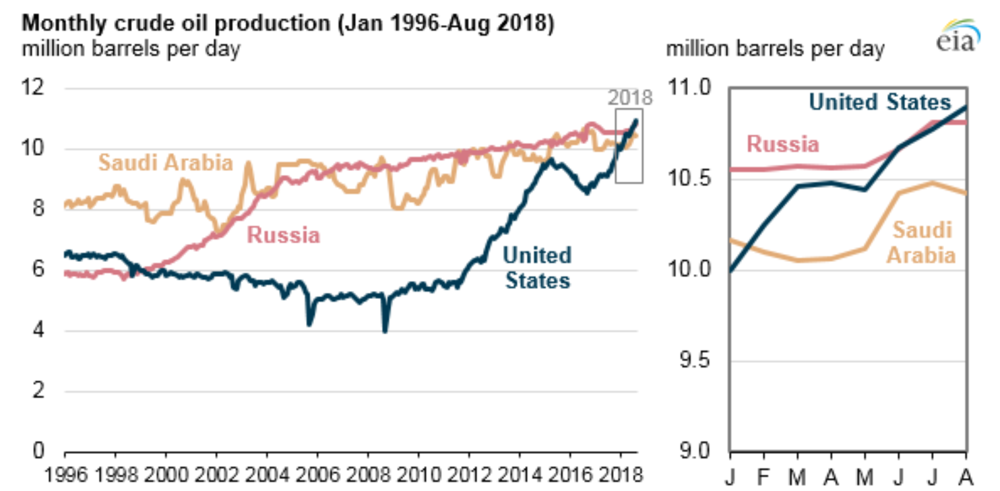 Monthly crude oil production (Jan 1996-Aug 2018)
million barrels per day
12
10
8
6
4
2
0
1996 1998 2000 2002 2004 2006 2008 2010 2012 2014 2016 2018
Saudi Arabia
Russia
United
States
2018
eia
million barrels per day
11.0
10.5
10.0
9.5
9.0
United States
Russia
Saudi
Arabia
J F M A M J J A